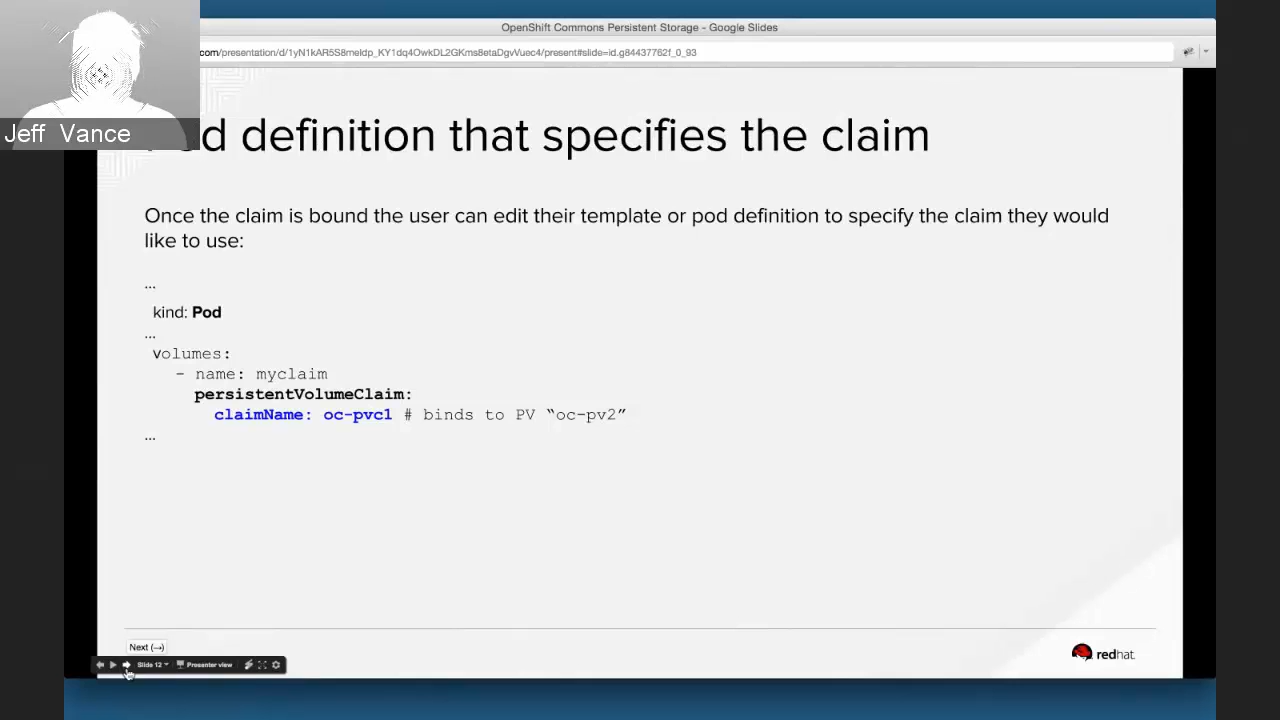 OpenShift Commons Persistent Storage - Google Slides
Jeff Vance
d definition that specifies the claim
Once the claim is bound the user can edit their template or pod definition to specify the claim they would
like to use:
...
kind: Pod
...
volumes:
- name: myclaim
persistentVolumeClaim:
claimName: oc-pvc1 # binds to PV “oc-pv2”
...
Next (→)
Slide 12
Presenter view
redhat.